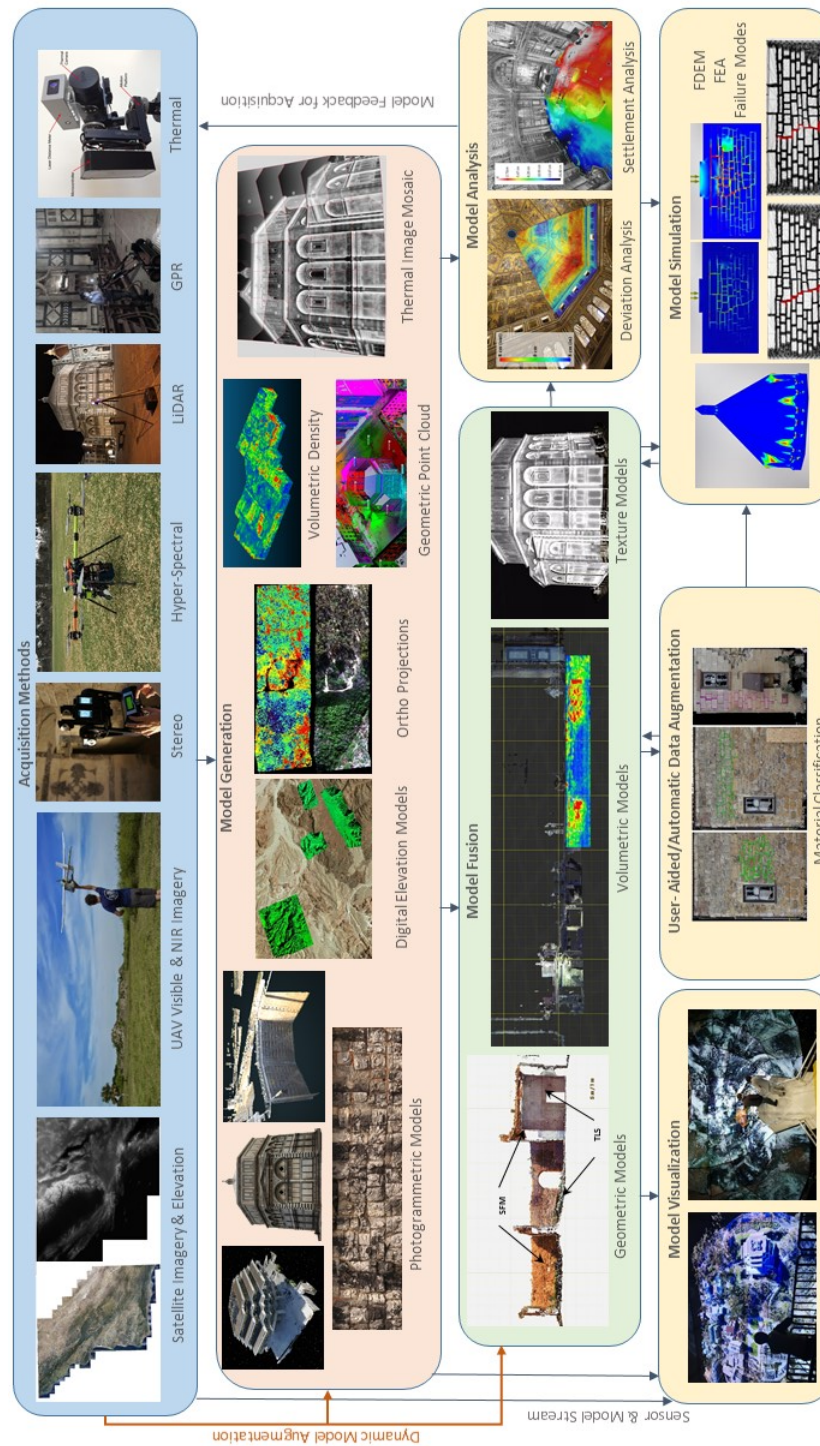 Acquisition Methods
Satellite Imagery & Elevation
UAV Visible & NIR Imagery
Stereo
Hyper-Spectral
LiDAR
GPR
Thermal
Model Generation
Photogrammetric Models
Digital Elevation Models
Ortho Projections
Volumetric Density
Geometric Point Cloud
Thermal Image Mosaic
Model Feedback for Acquisition
Dynamic Model Augmentation
Sensor & Model Stream
Model Fusion
SFM
TLS
Geometric Models
Volumetric Models
Texture Models
Model Analysis
Deviation Analysis
Settlement Analysis
Model Visualization
User- Aided/Automatic Data Augmentation
Material Classification
Model Simulation
FDEM
FEA
Failure Modes